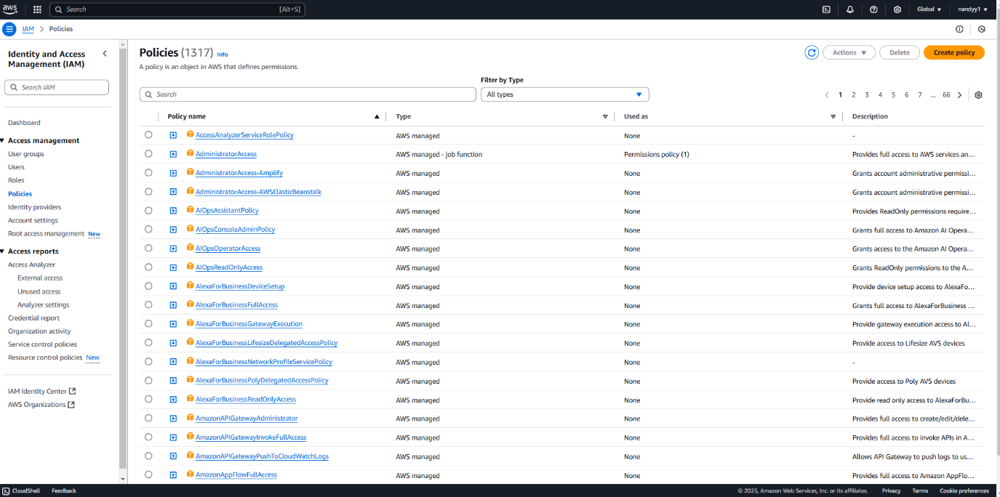 aws Search [Alt+S] Global nandyy1
IAM Policies
Identity and Access
Management (IAM)
Search IAM
Dashboard
Access management
User groups
Users
Roles
Policies
Identity providers
Account settings
Root access management New
Access reports
Access Analyzer
External access
Unused access
Analyzer settings
Credential report
Organization activity
Service control policies
Resource control policies New
IAM Identity Center
AWS Organizations
Policies (1317) Info
Actions Delete Create policy
A policy is an object in AWS that defines permissions.
Filter by Type
Search All types 1 2 3 4 5 6 7 ... 66
Policy name Type Used as Description
AccessAnalyzerServiceRolePolicy AWS managed None -
AdministratorAccess AWS managed - job function Permissions policy (1) Provides full access to AWS services an...
AdministratorAccess-Amplify AWS managed None Grants account administrative permissi...
AdministratorAccess-AWSElasticBeanstalk AWS managed None Grants account administrative permissi...
AIOpsAssistantPolicy AWS managed None Provides ReadOnly permissions require...
AIOpsConsoleAdminPolicy AWS managed None Grants full access to Amazon AI Opera...
AIOpsOperatorAccess AWS managed None Grants access to the Amazon AI Opera...
AIOpsReadOnlyAccess AWS managed None Grants ReadOnly permissions to the A...
AlexaForBusinessDeviceSetup AWS managed None Provide device setup access to AlexaFo...
AlexaForBusinessFullAccess AWS managed None Grants full access to AlexaForBusiness ...
AlexaForBusinessGatewayExecution AWS managed None Provide gateway execution access to Al...
AlexaForBusinessLifesizeDelegatedAccessPolicy AWS managed None Provide access to Lifesize AVS devices
AlexaForBusinessNetworkProfileServicePolicy AWS managed None -
AlexaForBusinessPolyDelegatedAccessPolicy AWS managed None Provide access to Poly AVS devices
AlexaForBusinessReadOnlyAccess AWS managed None Provide read only access to AlexaForBu...
AmazonAPIGatewayAdministrator AWS managed None Provides full access to create/edit/dele...
AmazonAPIGatewayInvokeFullAccess AWS managed None Provides full access to invoke APIs in A...
AmazonAPIGatewayPushToCloudWatchLogs AWS managed None Allows API Gateway to push logs to us...
AmazonAppFlowFullAccess AWS managed None Provides full access to Amazon AppFlo...
CloudShell Feedback © 2025, Amazon Web Services, Inc. or its affiliates. Privacy Terms Cookie preferences